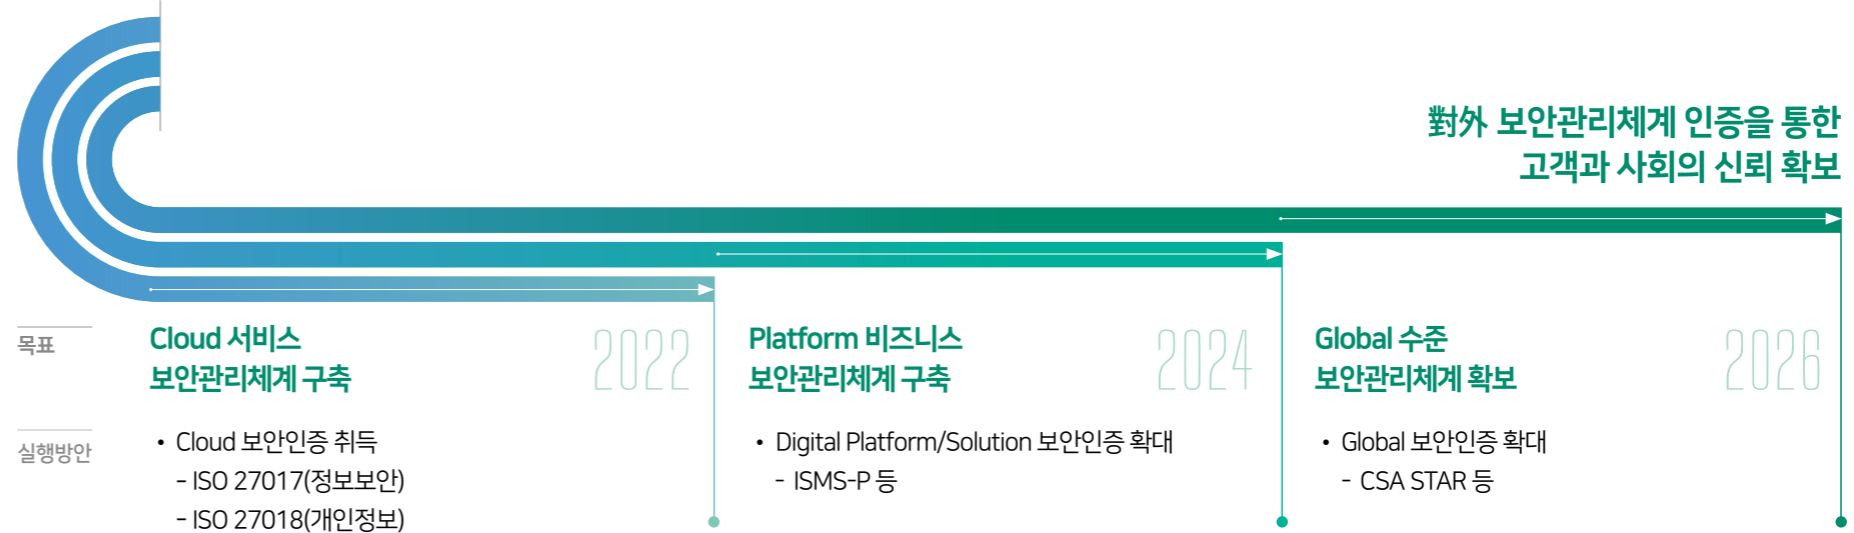 對外 보안관리체계 인증을 통한
고객과 사회의 신뢰 확보
목표
Cloud 서비스
보안관리체계 구축
2022
Platform 비즈니스
보안관리체계 구축
2024
Global 수준
보안관리체계 확보
2026
실행방안
• Cloud 보안인증 취득
- ISO 27017(정보보안)
- ISO 27018(개인정보)
• Digital Platform/Solution 보안인증 확대
- ISMS-P 등
• Global 보안인증 확대
- CSA STAR 등